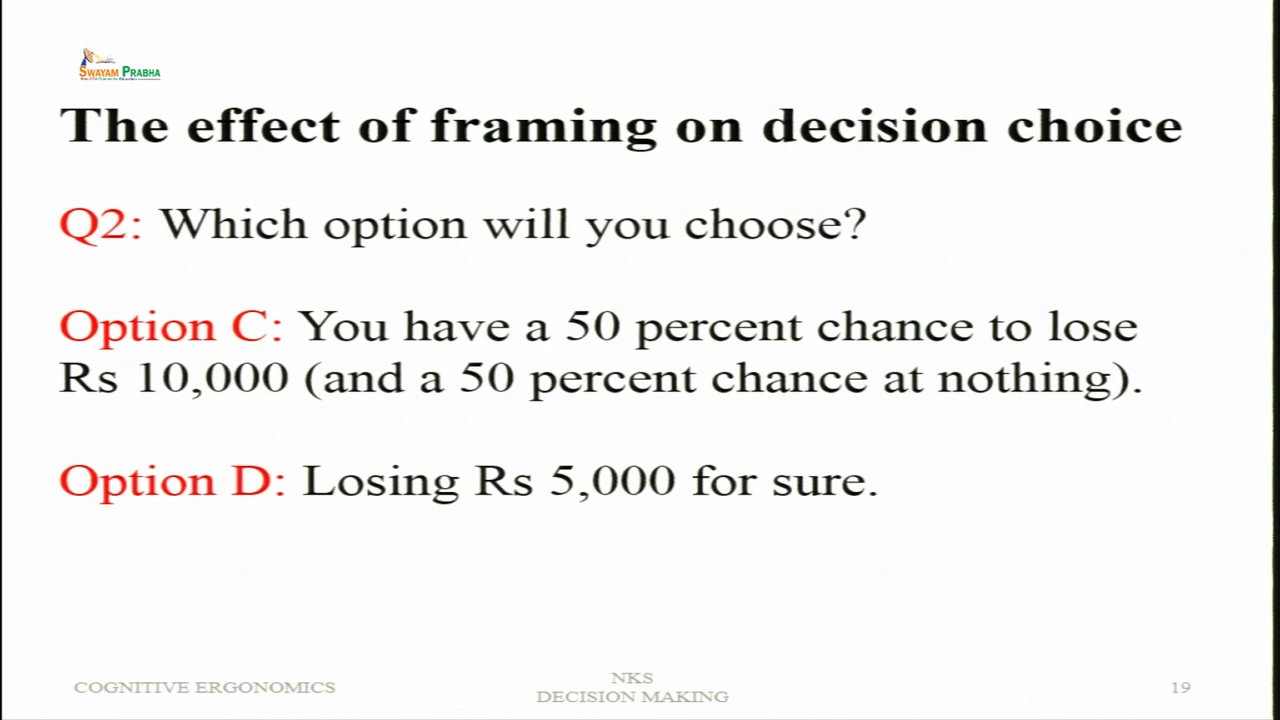 SWAYAM PRABHA
The effect of framing on decision choice
Q2: Which option will you choose?
Option C: You have a 50 percent chance to lose
Rs 10,000 (and a 50 percent chance at nothing).
Option D: Losing Rs 5,000 for sure.
COGNITIVE ERGONOMICS
NKS
DECISION MAKING
19